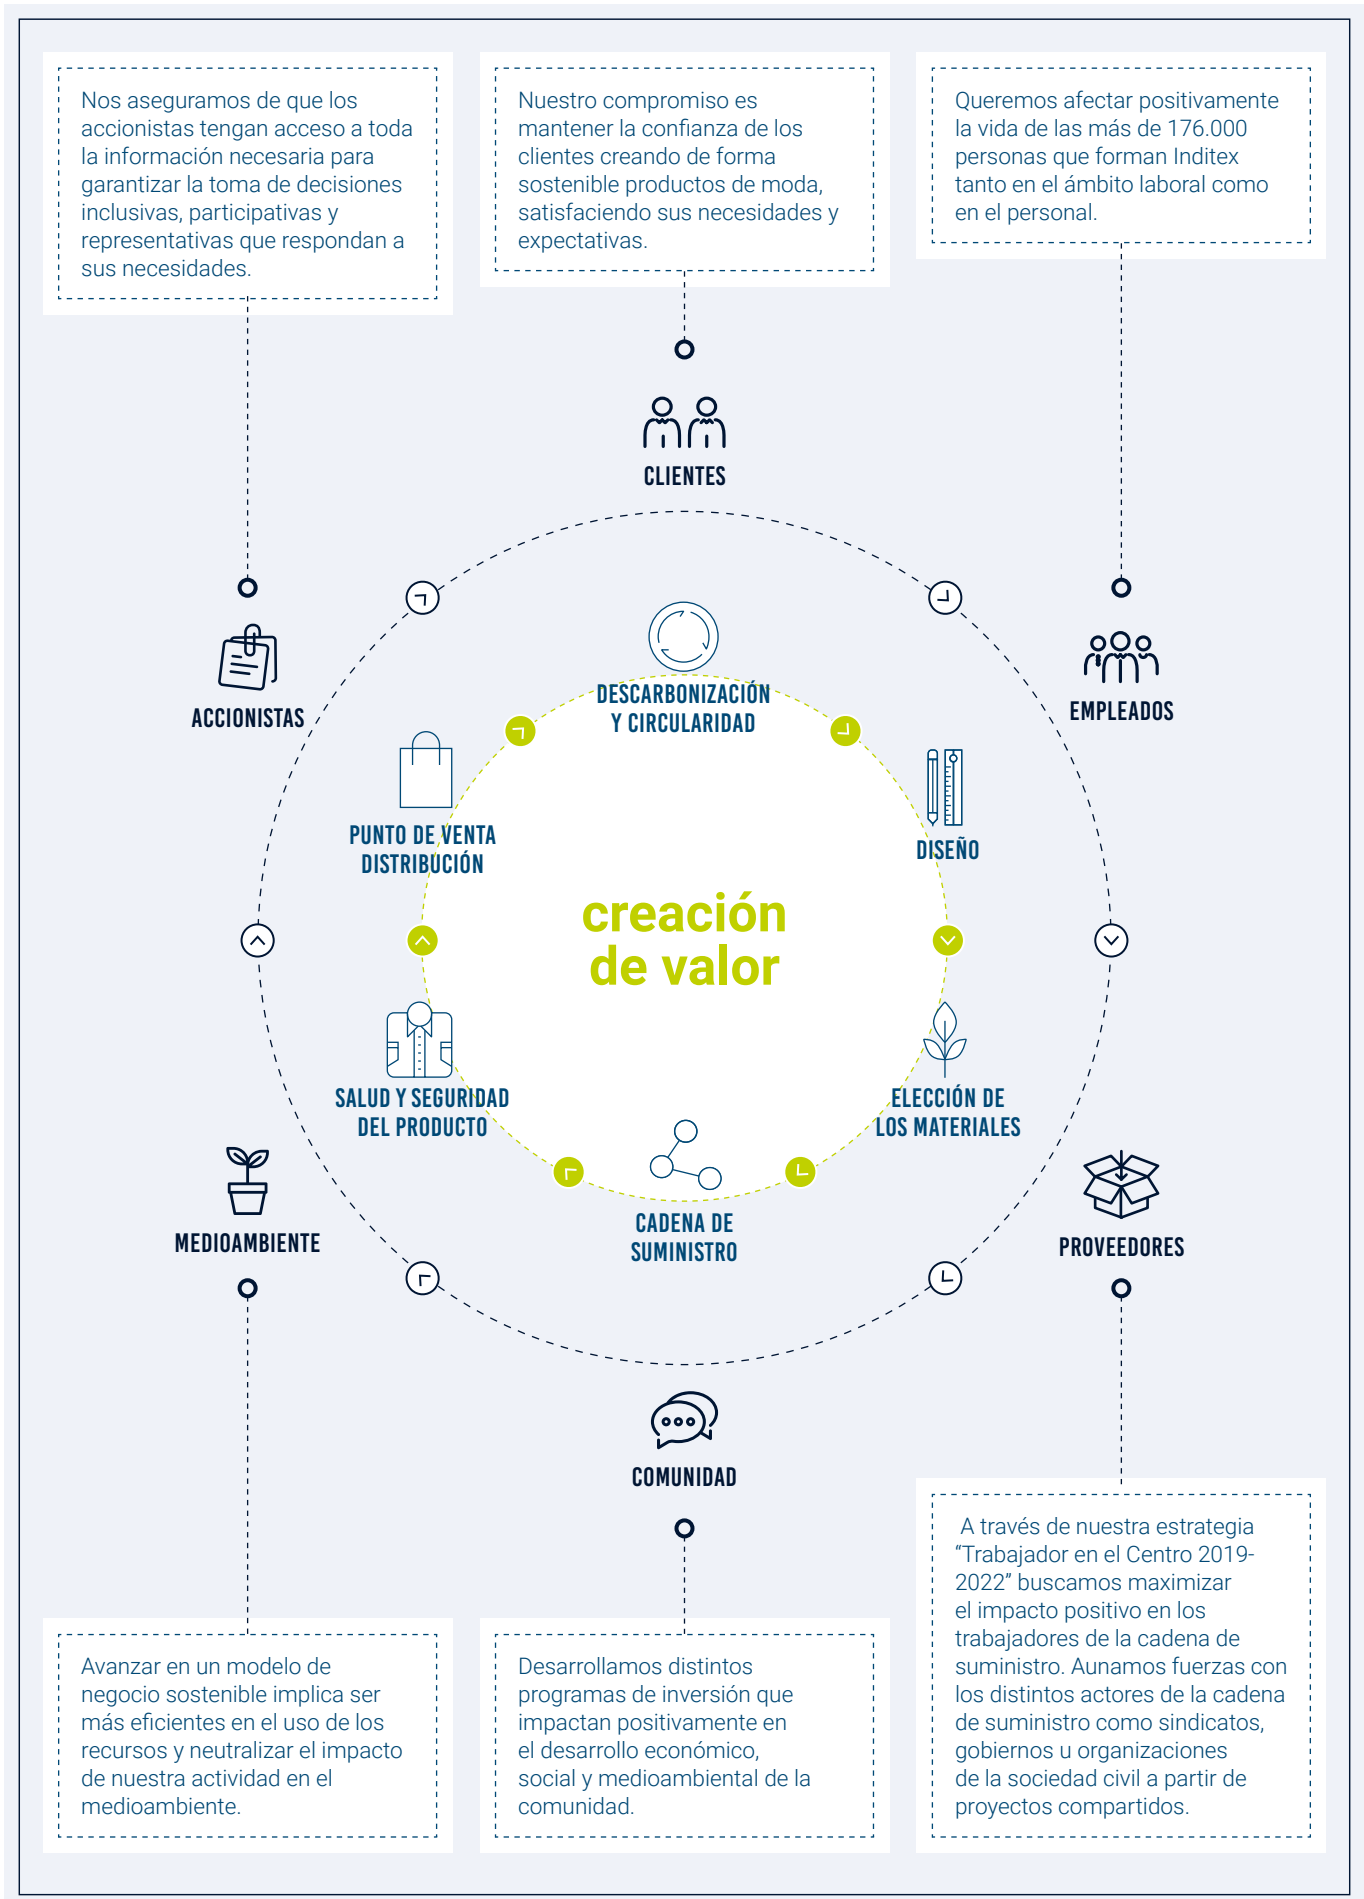 Nos aseguramos de que los
accionistas tengan acceso a toda
la información necesaria para
garantizar la toma de decisiones
inclusivas, participativas y
representativas que respondan a
sus necesidades.
Nuestro compromiso es
mantener la confianza de los
clientes creando de forma
sostenible productos de moda,
satisfaciendo sus necesidades y
expectativas.
Queremos afectar positivamente
la vida de las más de 176.000
personas que forman Inditex
tanto en el ámbito laboral como
en el personal.
CLIENTES
ACCIONISTAS
EMPLEADOS
DESCARBONIZACIÓN
Y CIRCULARIDAD
PUNTO DE VENTA
DISTRIBUCIÓN
DISEÑO
creación
de valor
SALUD Y SEGURIDAD
DEL PRODUCTO
ELECCIÓN DE
LOS MATERIALES
CADENA DE
SUMINISTRO
MEDIOAMBIENTE
PROVEEDORES
COMUNIDAD
Avanzar en un modelo de
negocio sostenible implica ser
más eficientes en el uso de los
recursos y neutralizar el impacto
de nuestra actividad en el
medioambiente.
Desarrollamos distintos
programas de inversión que
impactan positivamente en
el desarrollo económico,
social y medioambiental de la
comunidad.
A través de nuestra estrategia
“Trabajador en el Centro 2019-
2022” buscamos maximizar
el impacto positivo en los
trabajadores de la cadena de
suministro. Aunamos fuerzas con
los distintos actores de la cadena
de suministro como sindicatos,
gobiernos u organizaciones
de la sociedad civil a partir de
proyectos compartidos.